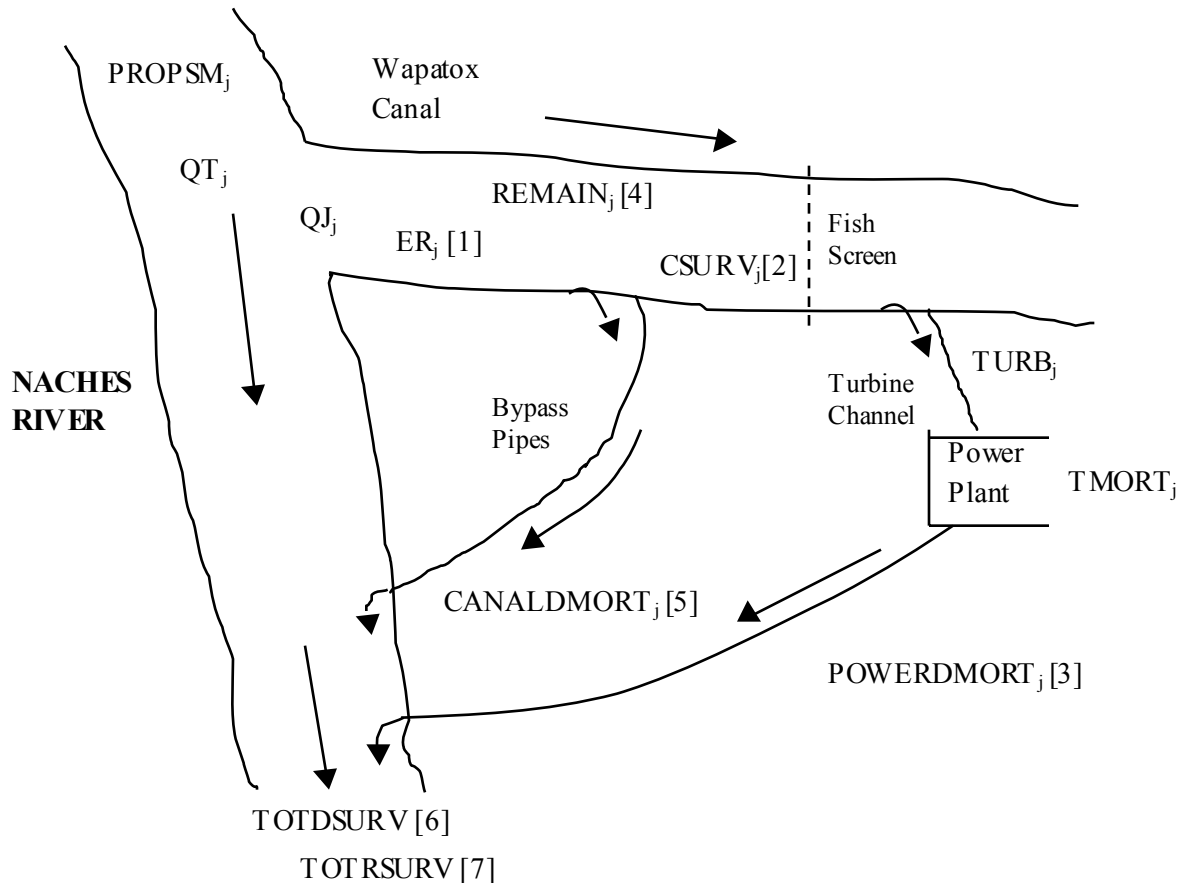 PROPSMj
Wapatox
Canal
QTj
REMAINj [4]
QJj
ERj [1]
Fish
Screen
CSURVj[2]
NACHES
RIVER
Bypass
Pipes
Turbine
Channel
TURBj
Power
Plant
TMORTj
CANALDMORTj [5]
POWERDMORTj [3]
TOTDSURV [6]
TOTRSURV [7]